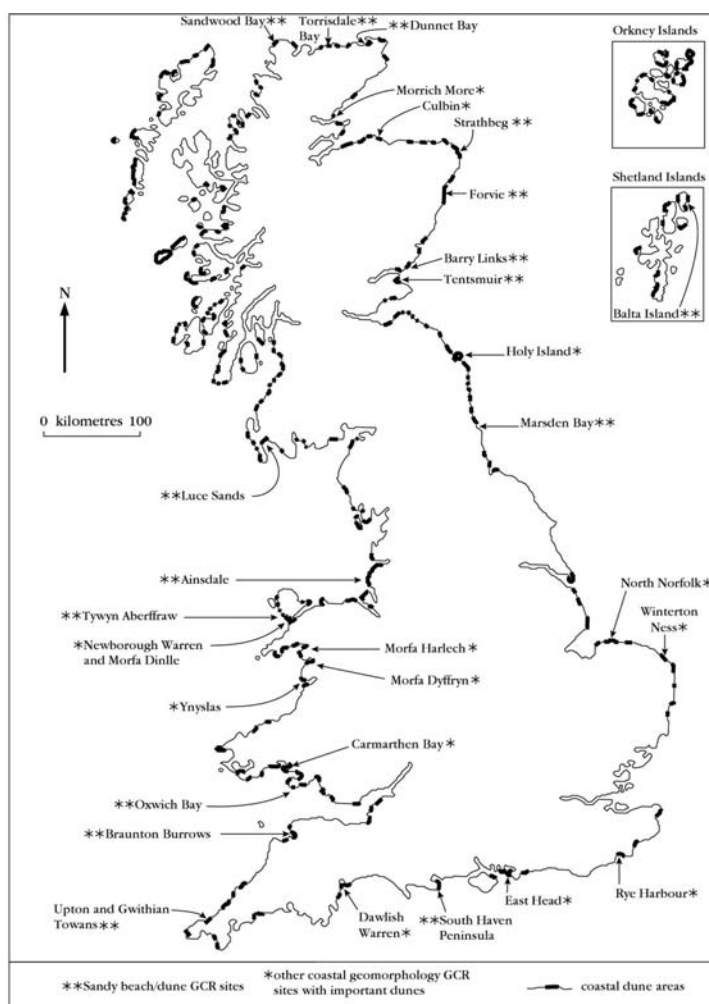 Sandwood Bay** Torrisdale** **Dunnet Bay
Bay
Orkney Islands
Morrich More*
Culbin*
Strathbeg **
Shetland Islands
Forvie **
Barry Links**
Tentsmuir**
Balta Island**
N
Holy Island*
0 kilometres 100
Marsden Bay**
**Luce Sands
**Ainsdale
North Norfolk*
**Tywyn Aberffraw
Winterton
Ness*
*Newborough Warren
and Morfa Dinlle
Morfa Harlech*
Morfa Dyffryn*
*Ynyslas
Carmarthen Bay*
**Oxwich Bay
**Braunton Burrows
Upton and Gwithian
Towans**
Dawlish
Warren*
**South Haven
Peninsula
East Head*
Rye Harbour*
**Sandy beach/dune GCR sites
*other coastal geomorphology GCR
sites with important dunes
coastal dune areas